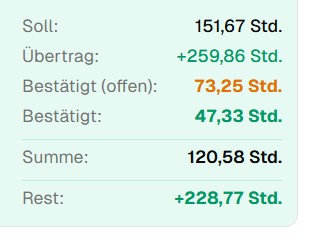 Soll: 151,67 Std.
Übertrag: +259,86 Std.
Bestätigt (offen): 73,25 Std.
Bestätigt: 47,33 Std.
Summe: 120,58 Std.
Rest: +228,77 Std.